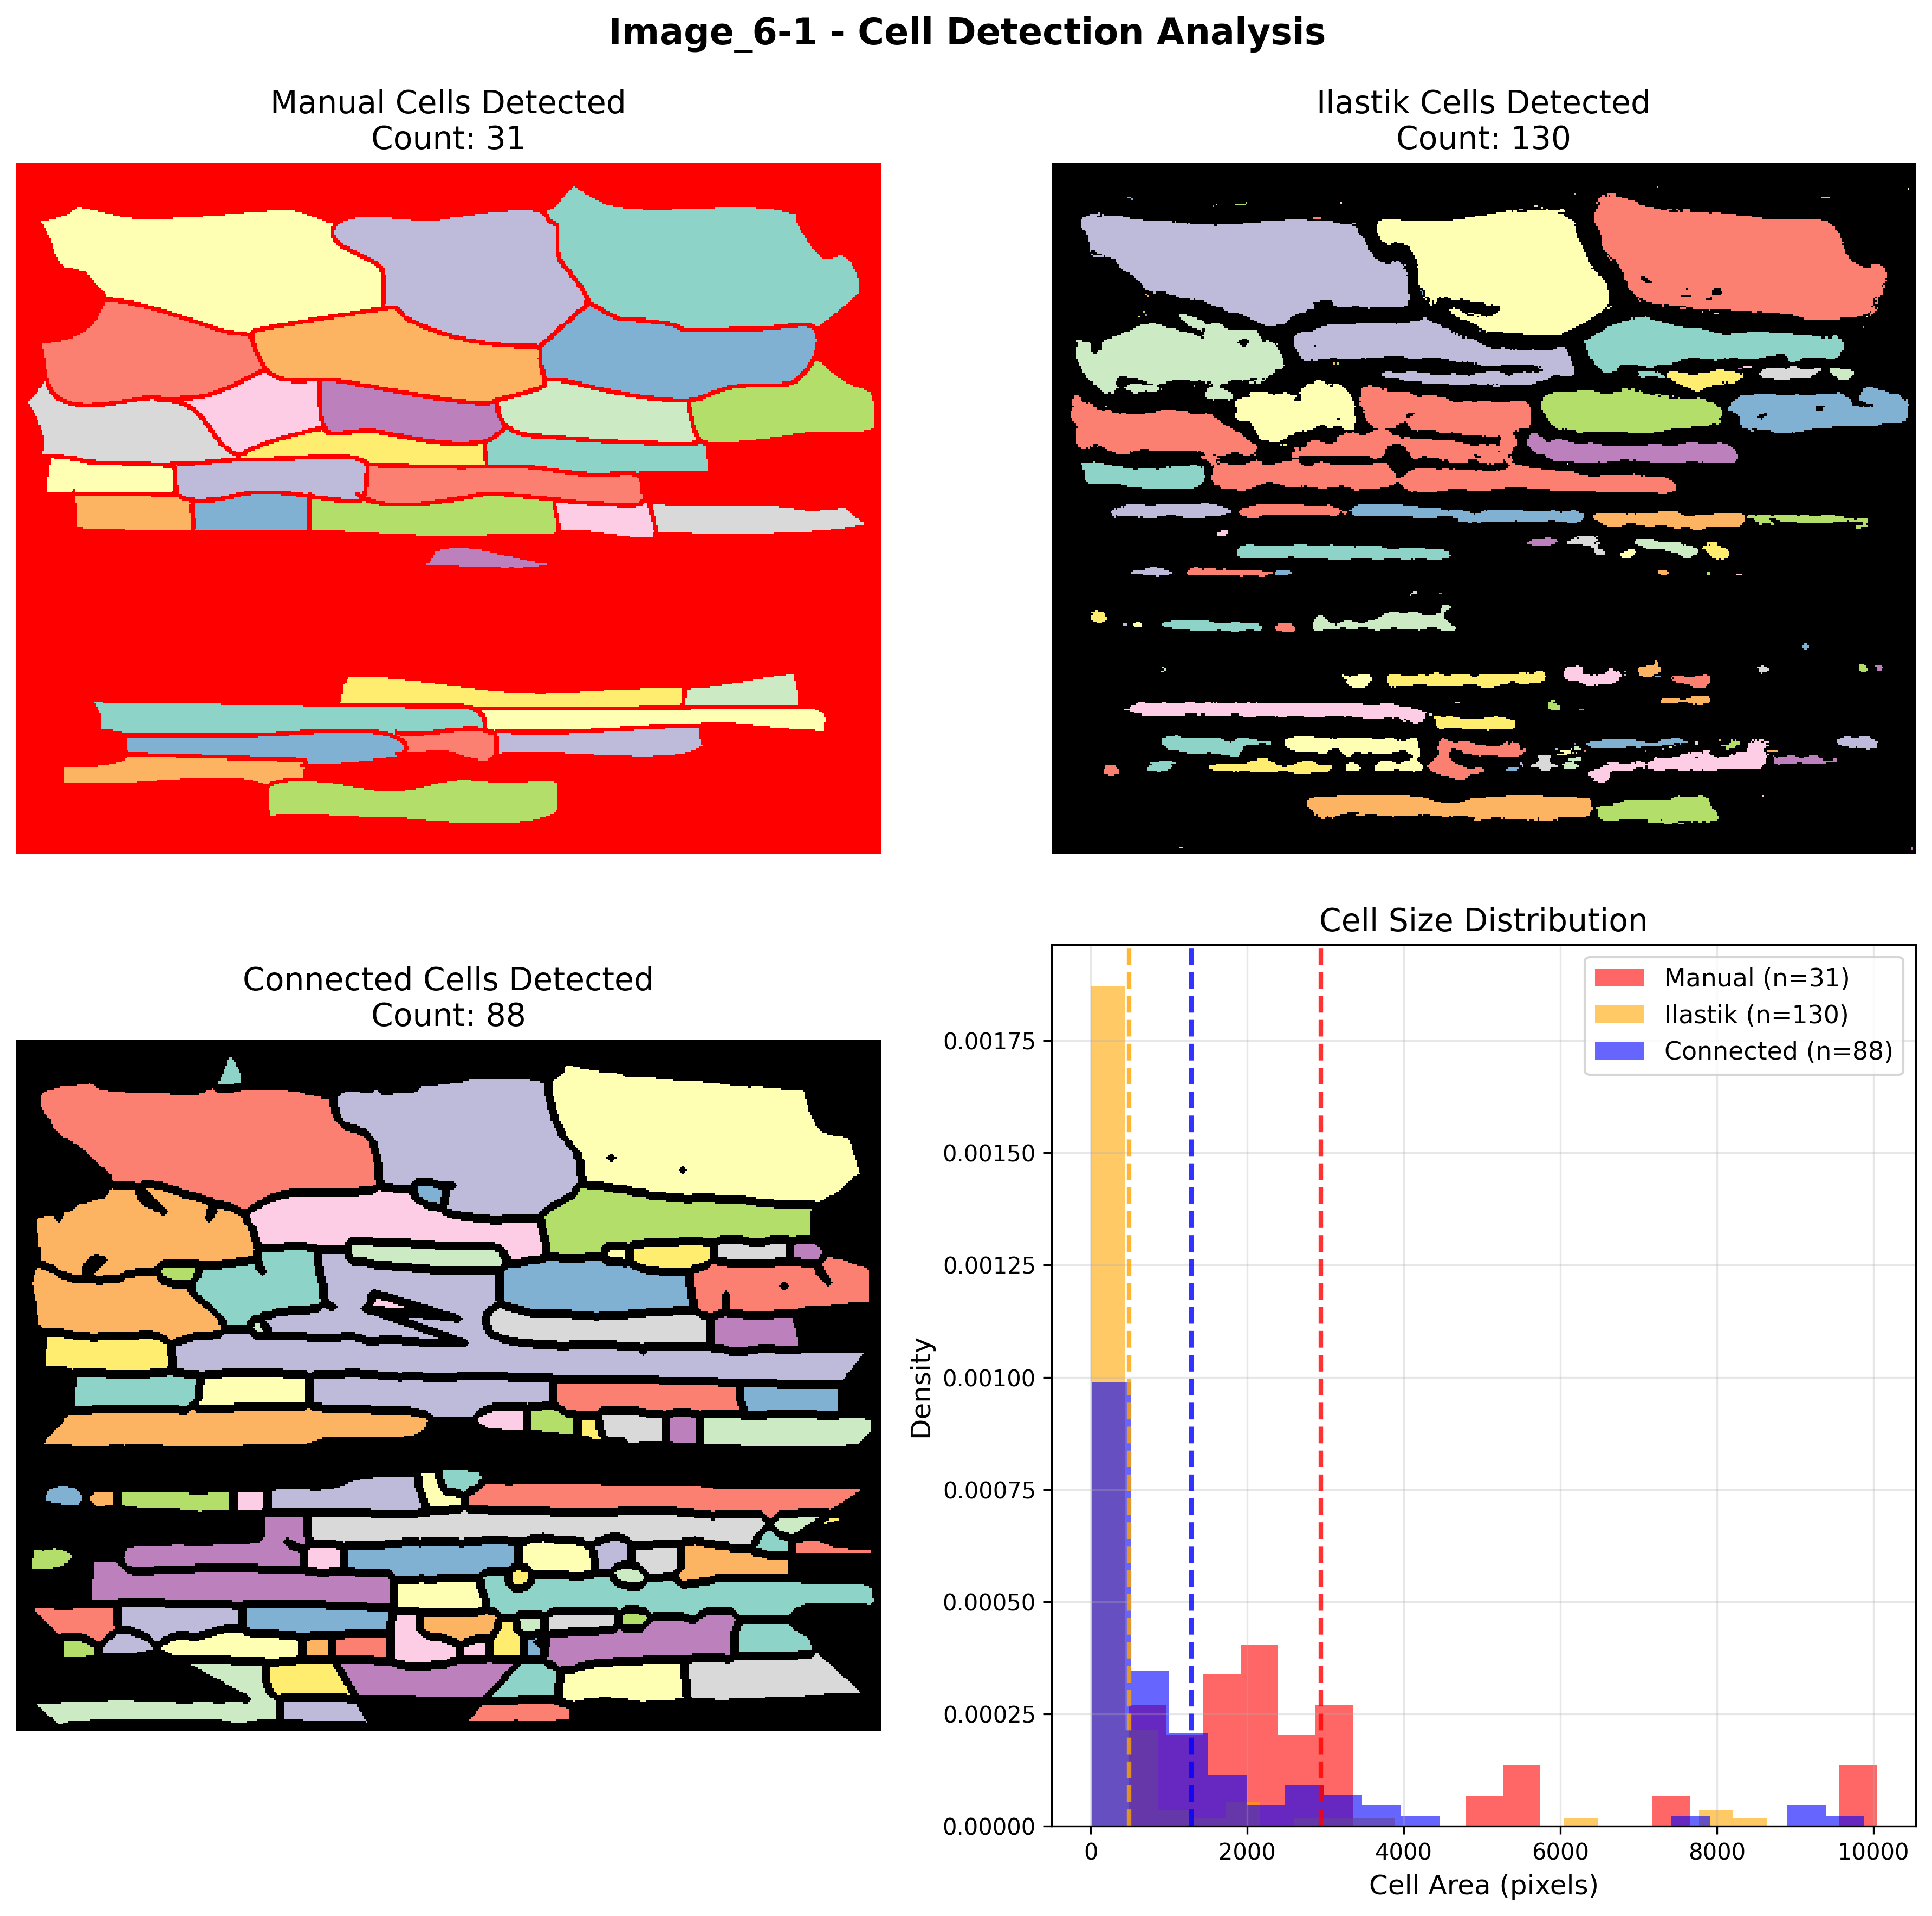 Image_6-1 - Cell Detection Analysis
Manual Cells Detected
Count: 31
Ilastik Cells Detected
Count: 130
Connected Cells Detected
Count: 88
Cell Size Distribution
Manual (n=31)
Ilastik (n=130)
Connected (n=88)
0.00175
0.00150
0.00125
0.00100
0.00075
0.00050
0.00025
0.00000
Density
0 2000 4000 6000 8000 10000
Cell Area (pixels)